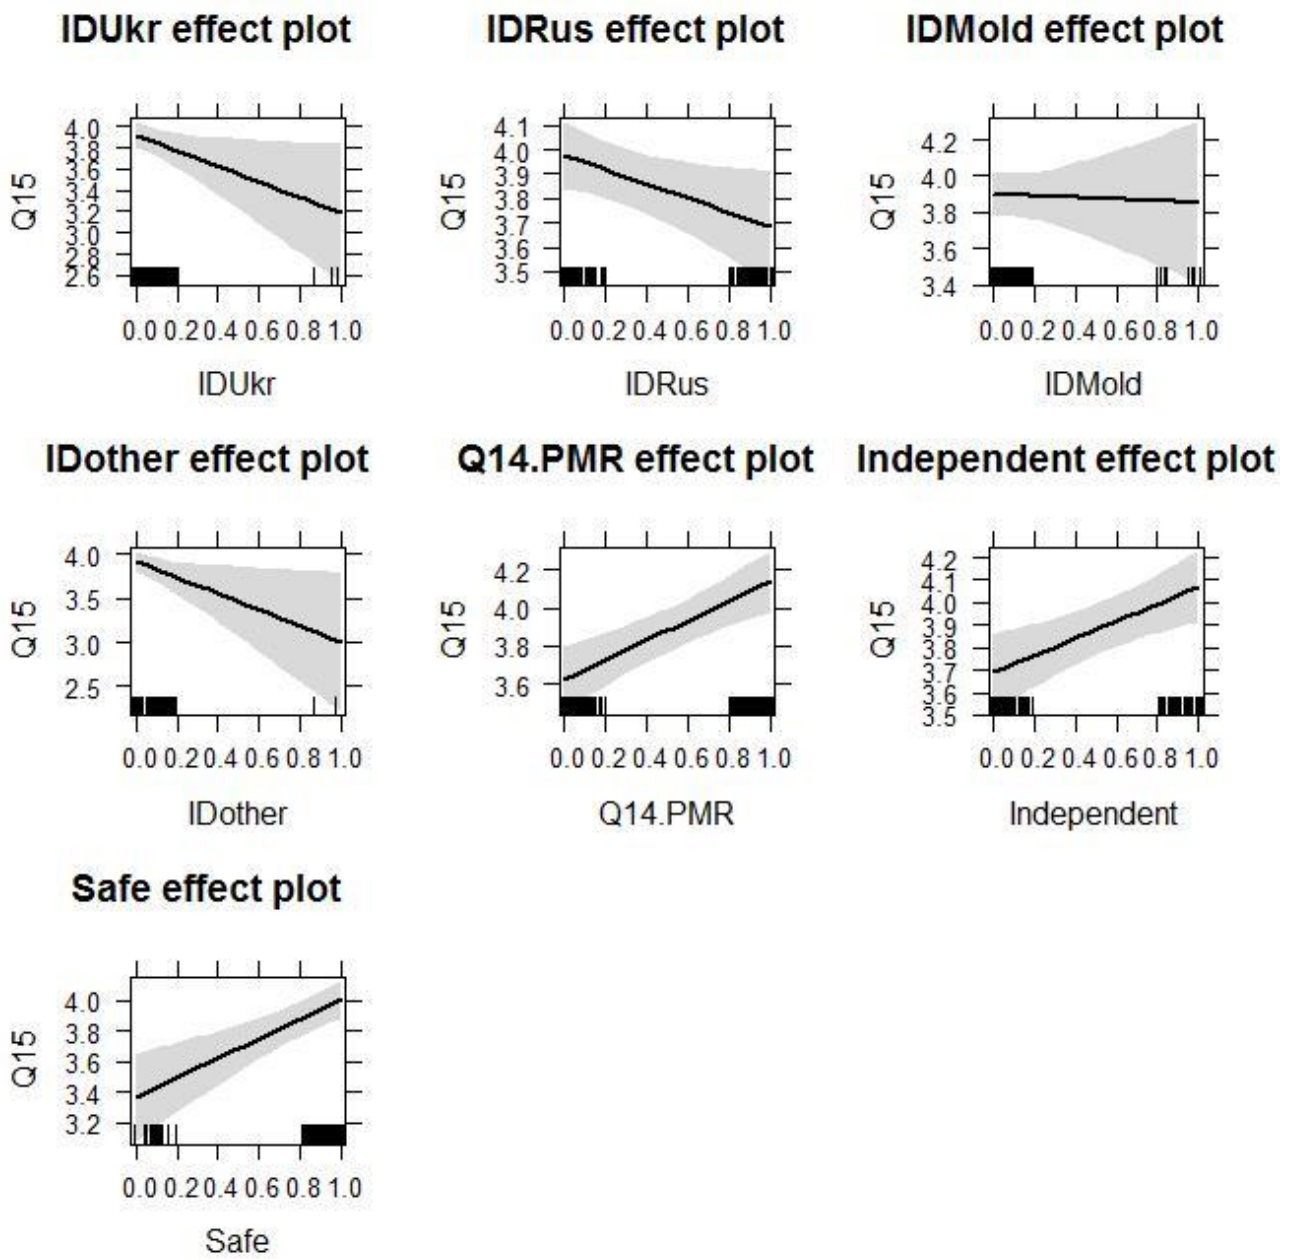 IDUkr effect plot
IDRus effect plot
IDMold effect plot
Q15
4.0
3.8
3.6
3.4
3.2
3.0
2.8
2.6
0.0 0.2 0.4 0.6 0.8 1.0
IDUkr
Q15
4.1
4.0
3.9
3.8
3.7
3.6
3.5
0.0 0.2 0.4 0.6 0.8 1.0
IDRus
Q15
4.2
4.0
3.8
3.6
3.4
0.0 0.2 0.4 0.6 0.8 1.0
IDMold
IDother effect plot
Q14.PMR effect plot
Independent effect plot
Q15
4.0
3.5
3.0
2.5
0.0 0.2 0.4 0.6 0.8 1.0
IDother
Q15
4.2
4.0
3.8
3.6
0.0 0.2 0.4 0.6 0.8 1.0
Q14.PMR
Q15
4.2
4.1
4.0
3.9
3.8
3.7
3.6
3.5
0.0 0.2 0.4 0.6 0.8 1.0
Independent
Safe effect plot
Q15
4.0
3.8
3.6
3.4
3.2
0.0 0.2 0.4 0.6 0.8 1.0
Safe